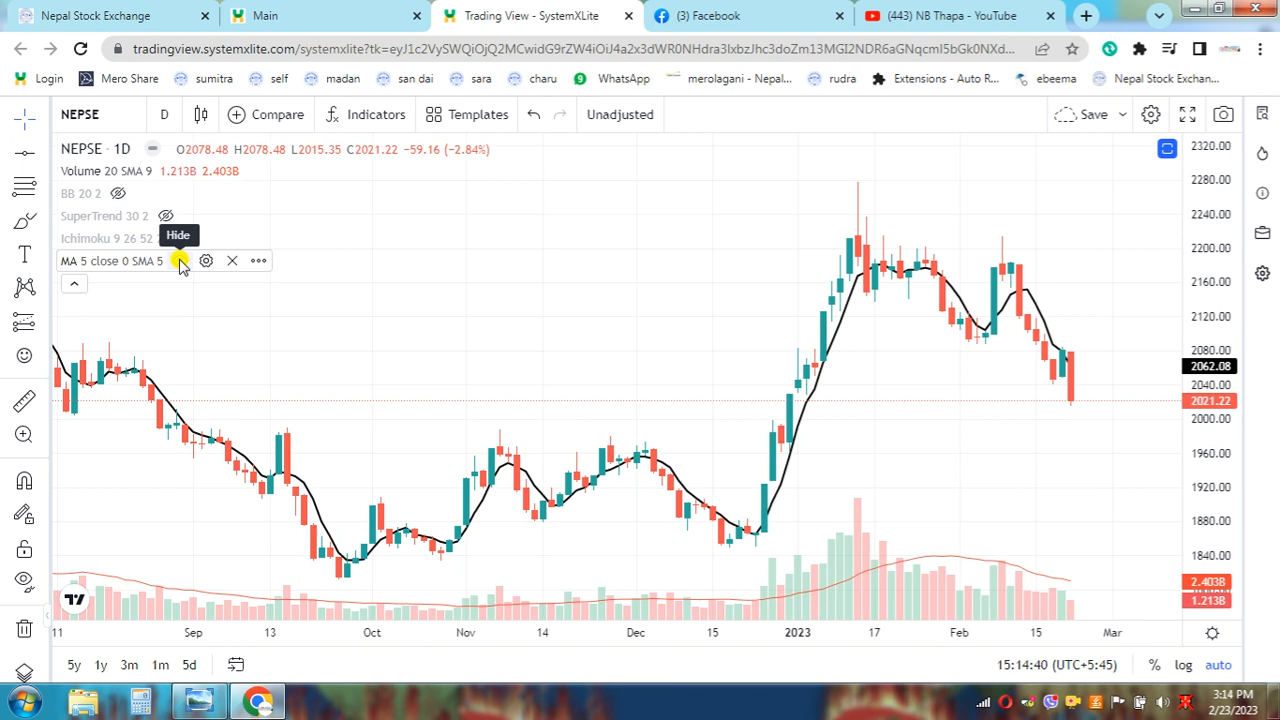 Nepal Stock Exchange
Main
Trading View - SystemXLite
(3) Facebook
(443) NB Thapa - YouTube
Login
Mero Share
sumitra
self
madan
san dai
sara
charu
WhatsApp
merolagani - Nepal...
rudra
Extensions - Auto R...
ebeema
Nepal Stock Exchan...
NEPSE
D
Compare
Indicators
Templates
Unadjusted
Save
NEPSE · 1D
O2078.48 H2078.48 L2015.35 C2021.22 −59.16 (−2.84%)
Volume 20 SMA 9 1.213B 2.403B
BB 20 2
SuperTrend 30 2
Ichimoku 9 26 52
Hide
MA 5 close 0 SMA 5
2320.00
2280.00
2240.00
2200.00
2160.00
2120.00
2080.00
2062.08
2040.00
2021.22
2000.00
1960.00
1920.00
1880.00
1840.00
2.403B
1.213B
11
Sep
13
Oct
Nov
14
Dec
15
2023
17
Feb
15
Mar
5y
1y
3m
1m
5d
15:14:40 (UTC+5:45)
%
log
auto
3:14 PM
2/23/2023